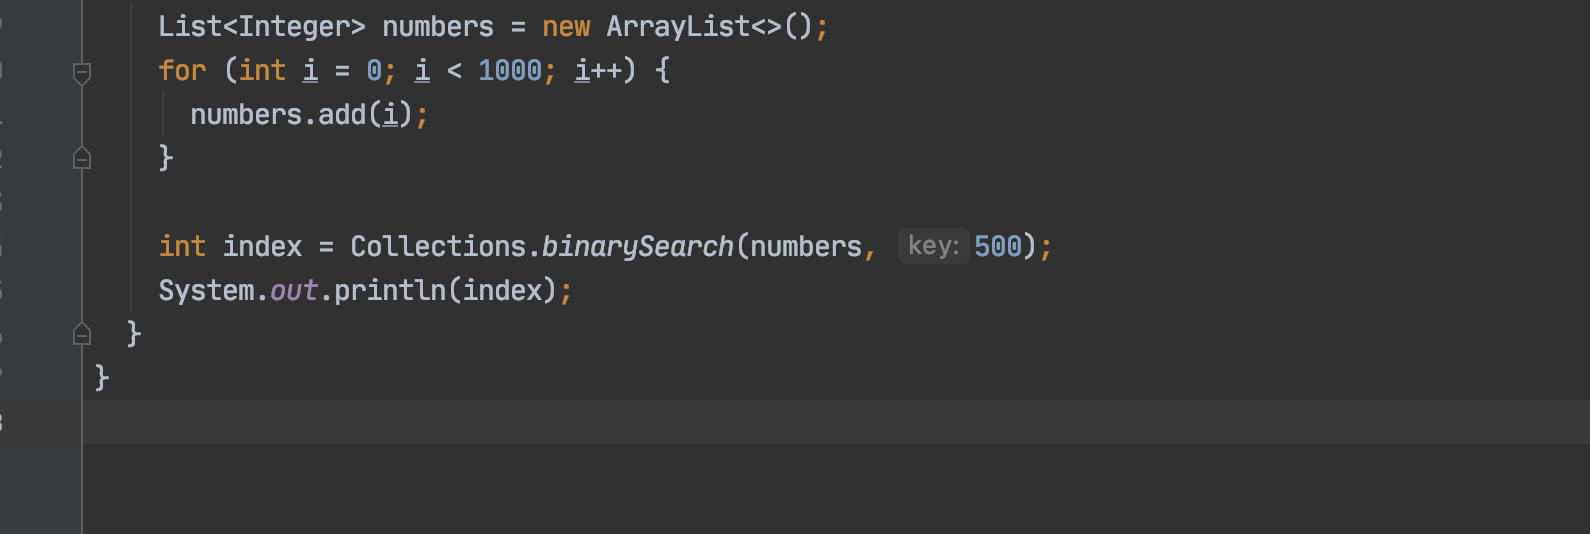 List<Integer> numbers = new ArrayList<>();
for (int i = 0; i < 1000; i++) {
numbers.add(i);
}
int index = Collections.binarySearch(numbers, key: 500);
System.out.println(index);
}
}